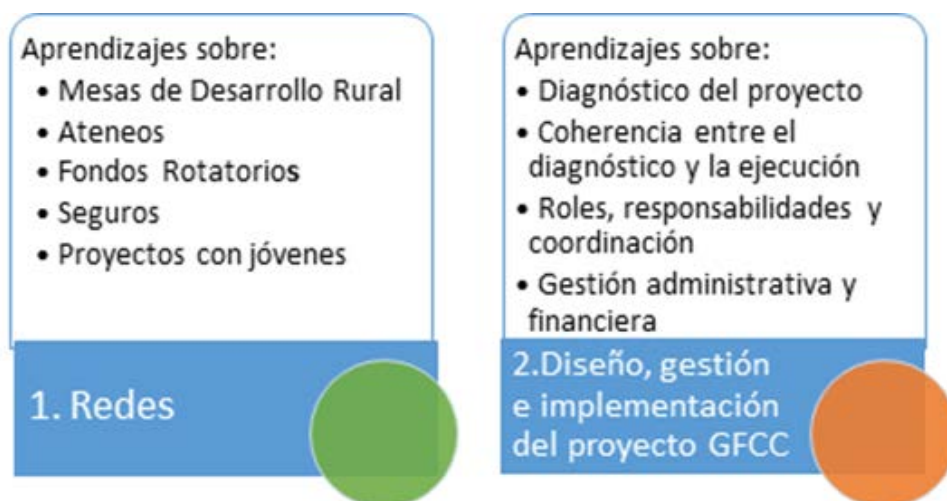 Aprendizajes sobre:
• Mesas de Desarrollo Rural
• Ateneos
• Fondos Rotatorios
• Seguros
• Proyectos con jóvenes
1. Redes
Aprendizajes sobre:
• Diagnóstico del proyecto
• Coherencia entre el
diagnóstico y la ejecución
• Roles, responsabilidades y
coordinación
• Gestión administrativa y
financiera
2.Diseño, gestión
e implementación
del proyecto GFCC